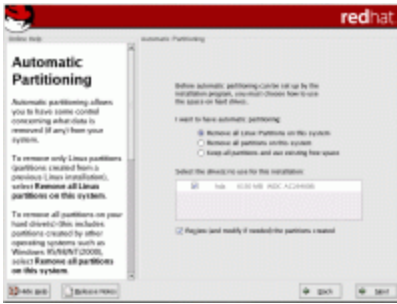 redhat
Online Help
Automatic Partitioning
Automatic
Partitioning
Automatic partitioning allows
you to have some control
concerning what data is
removed (if any) from your
system.
To remove only Linux partitions
(partitions created from a
previous Linux installation),
select Remove all Linux
partitions on this system.
To remove all partitions on your
hard drive(s) (this includes
partitions created by other
operating systems such as
Windows 95/98/NT/2000),
select Remove all partitions
on this system.
Before automatic partitioning can be set up by the
installation program, you must choose how to use
the space on hard drives.
I want to have automatic partitioning:
Remove all Linux Partitions on this system
Remove all partitions on this system
Keep all partitions and use existing free space
Select the drive(s) to use for this installation:
hda
Review (and modify if needed) the partitions created
Hide Help
Release Notes
Back
Next